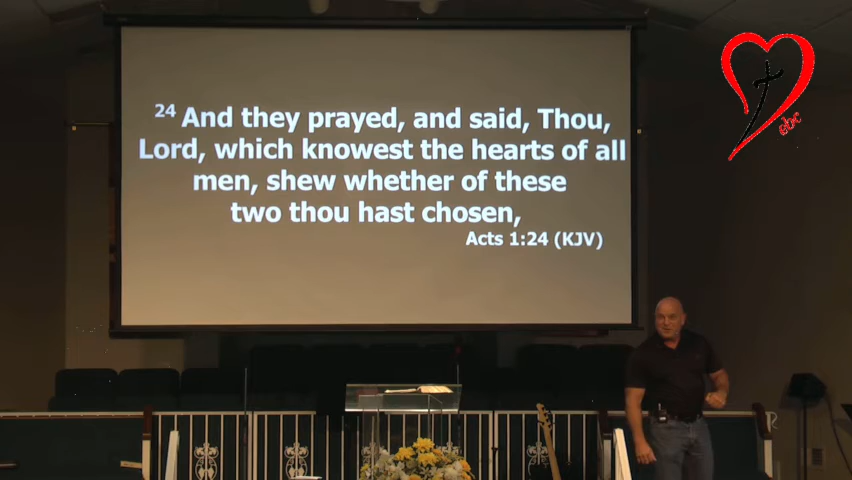 24 And they prayed, and said, Thou,
Lord, which knowest the hearts of all
men, shew whether of these
two thou hast chosen,
Acts 1:24 (KJV)
ebc